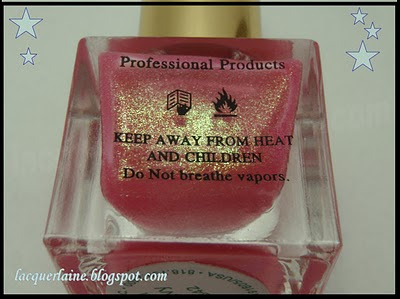 Professional Products
KEEP AWAY FROM HEAT
AND CHILDREN
Do Not breathe vapors.
lacquerlaine.blogspot.com